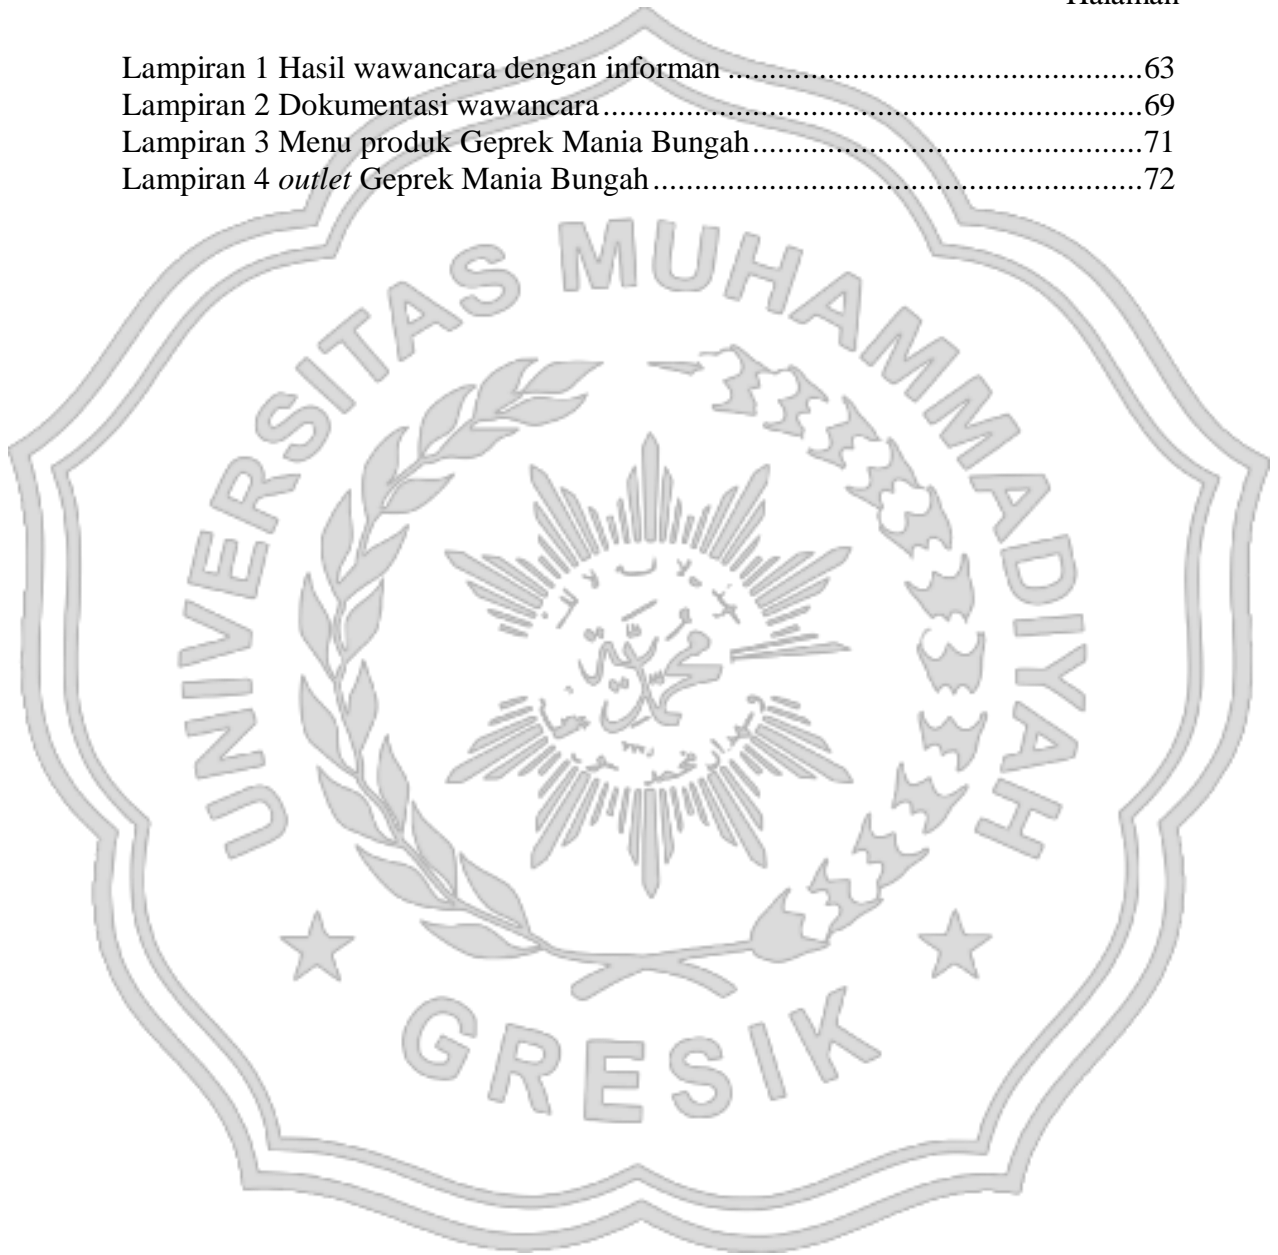 Halaman
Lampiran 1 Hasil wawancara dengan informan ...................................................63
Lampiran 2 Dokumentasi wawancara..................................................................69
Lampiran 3 Menu produk Geprek Mania Bungah................................................71
Lampiran 4 outlet Geprek Mania Bungah............................................................72
UNIVERSITAS MUHAMMADIYAH
GRESIK